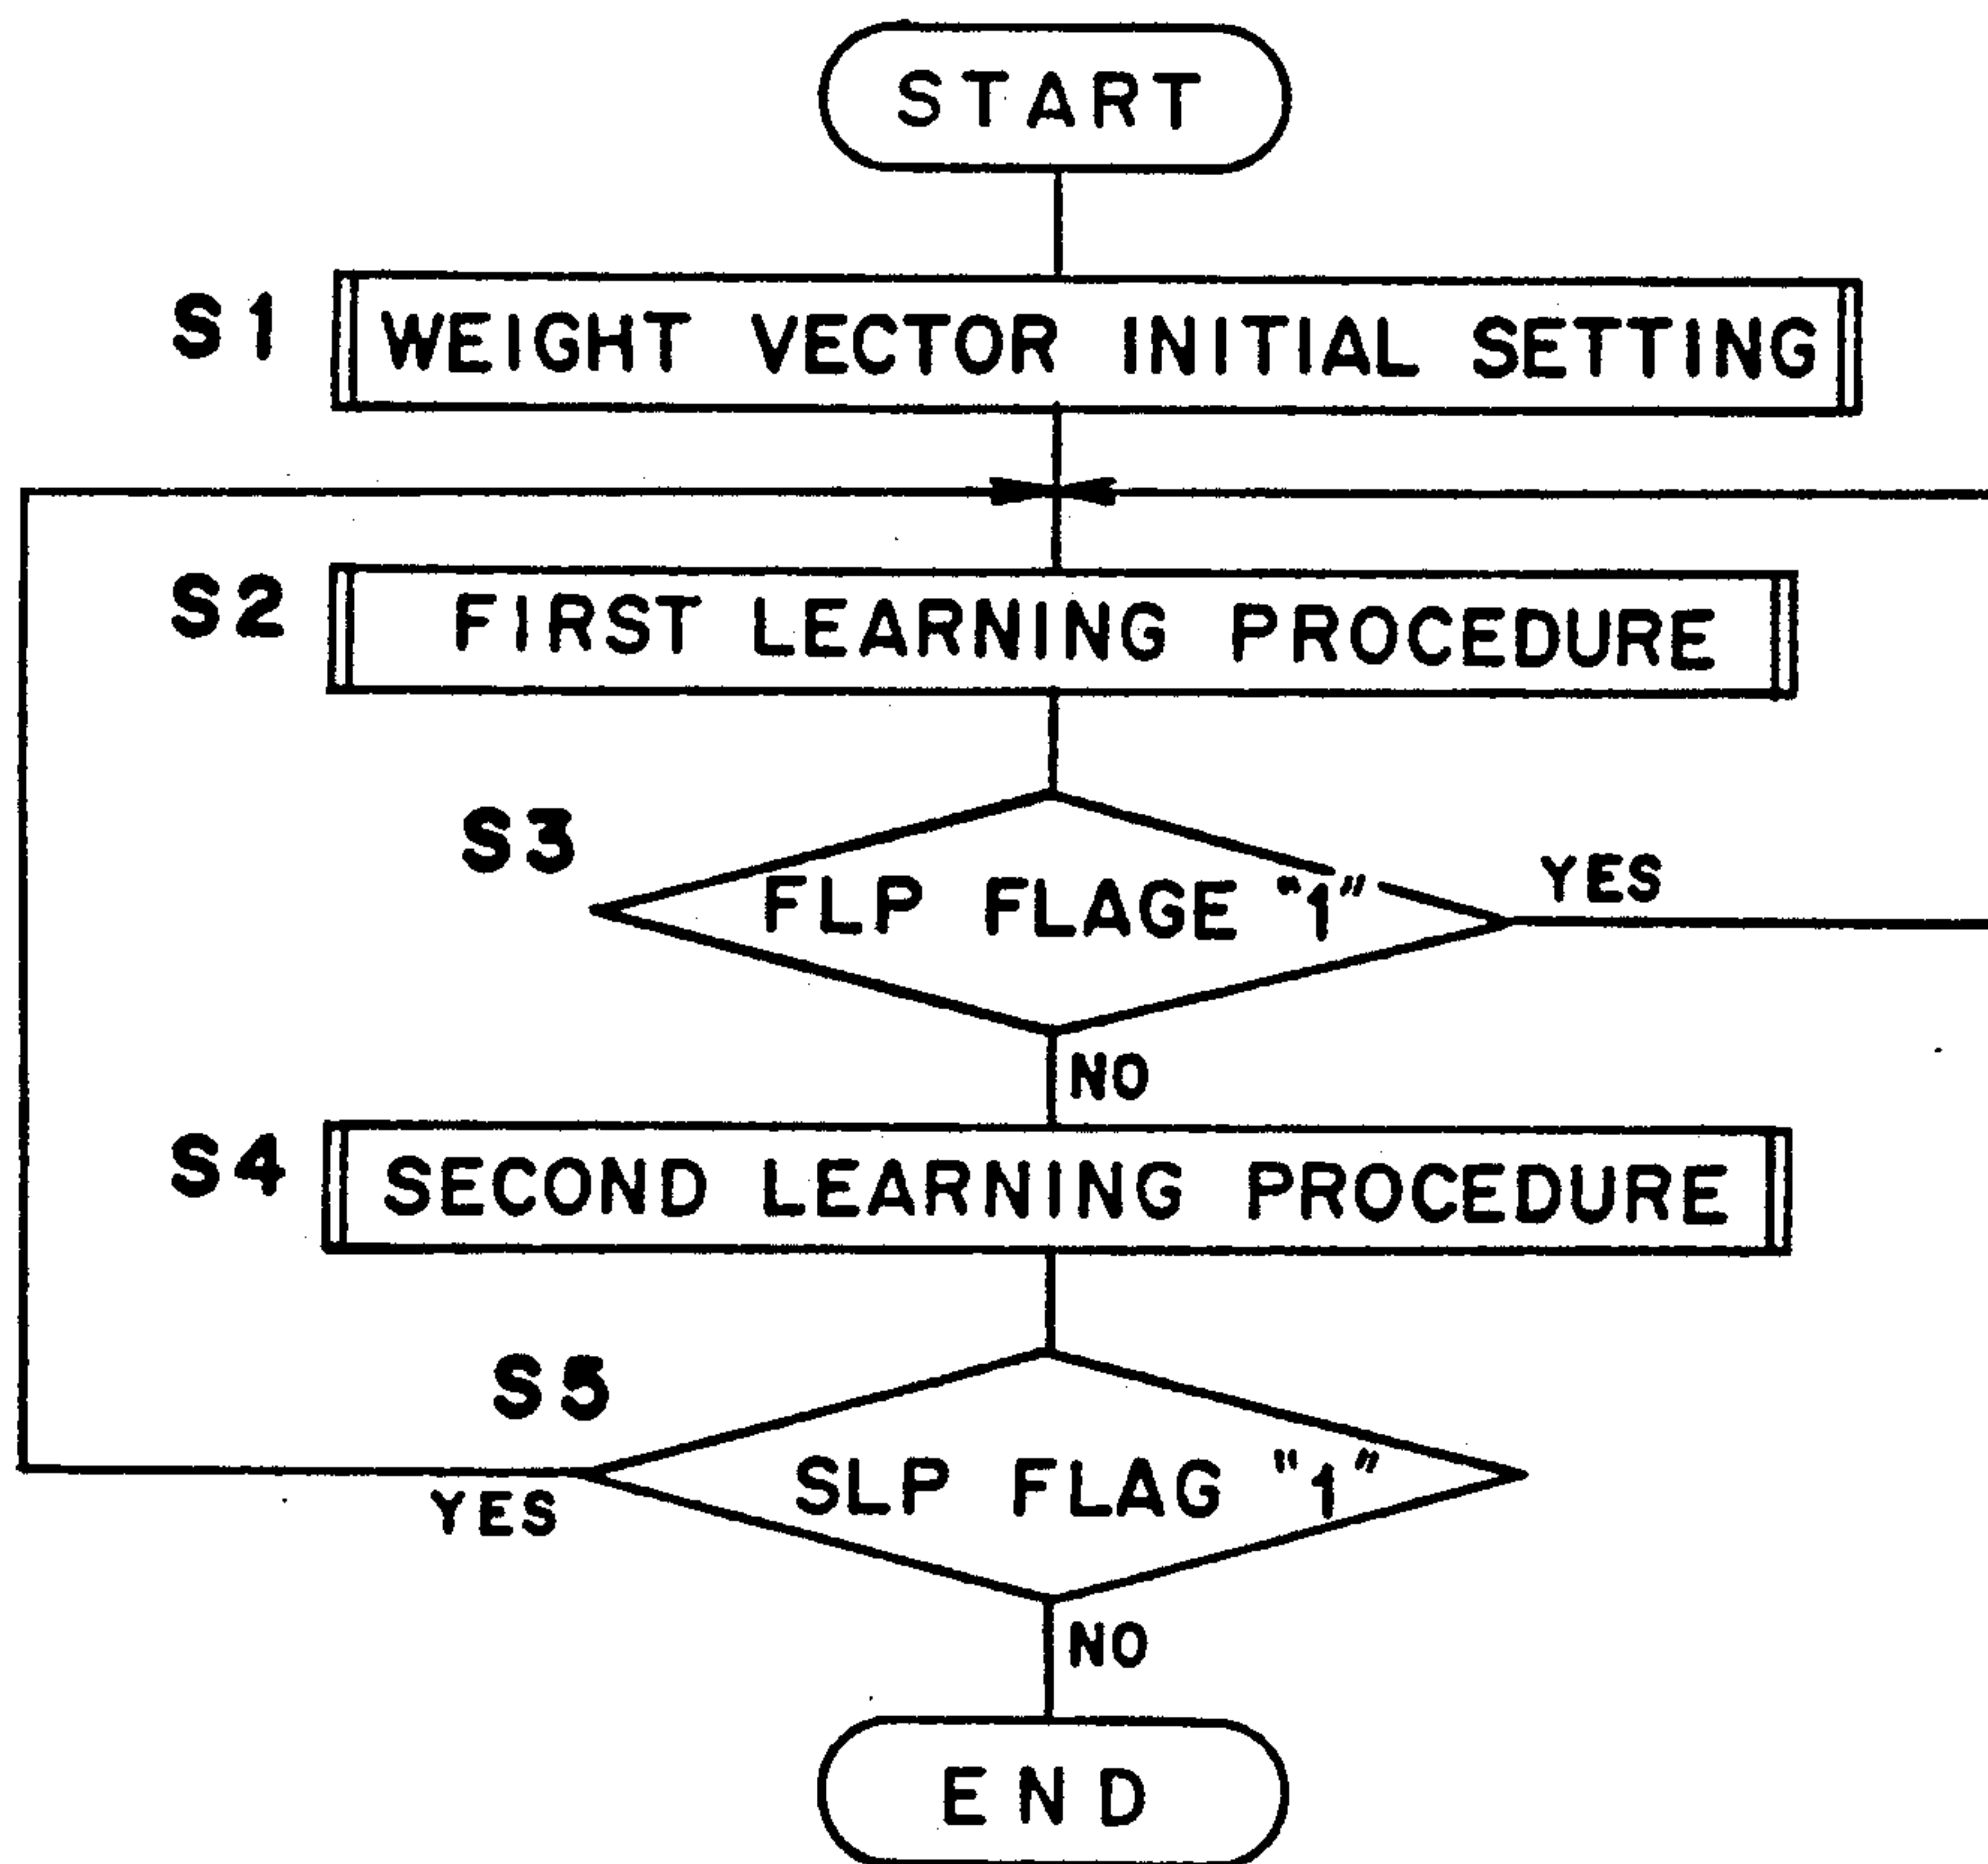 START
S1
WEIGHT VECTOR INITIAL SETTING
S2
FIRST LEARNING PROCEDURE
S3
FLP FLAGE "1"
YES
NO
S4
SECOND LEARNING PROCEDURE
S5
SLP FLAG "1"
YES
NO
END